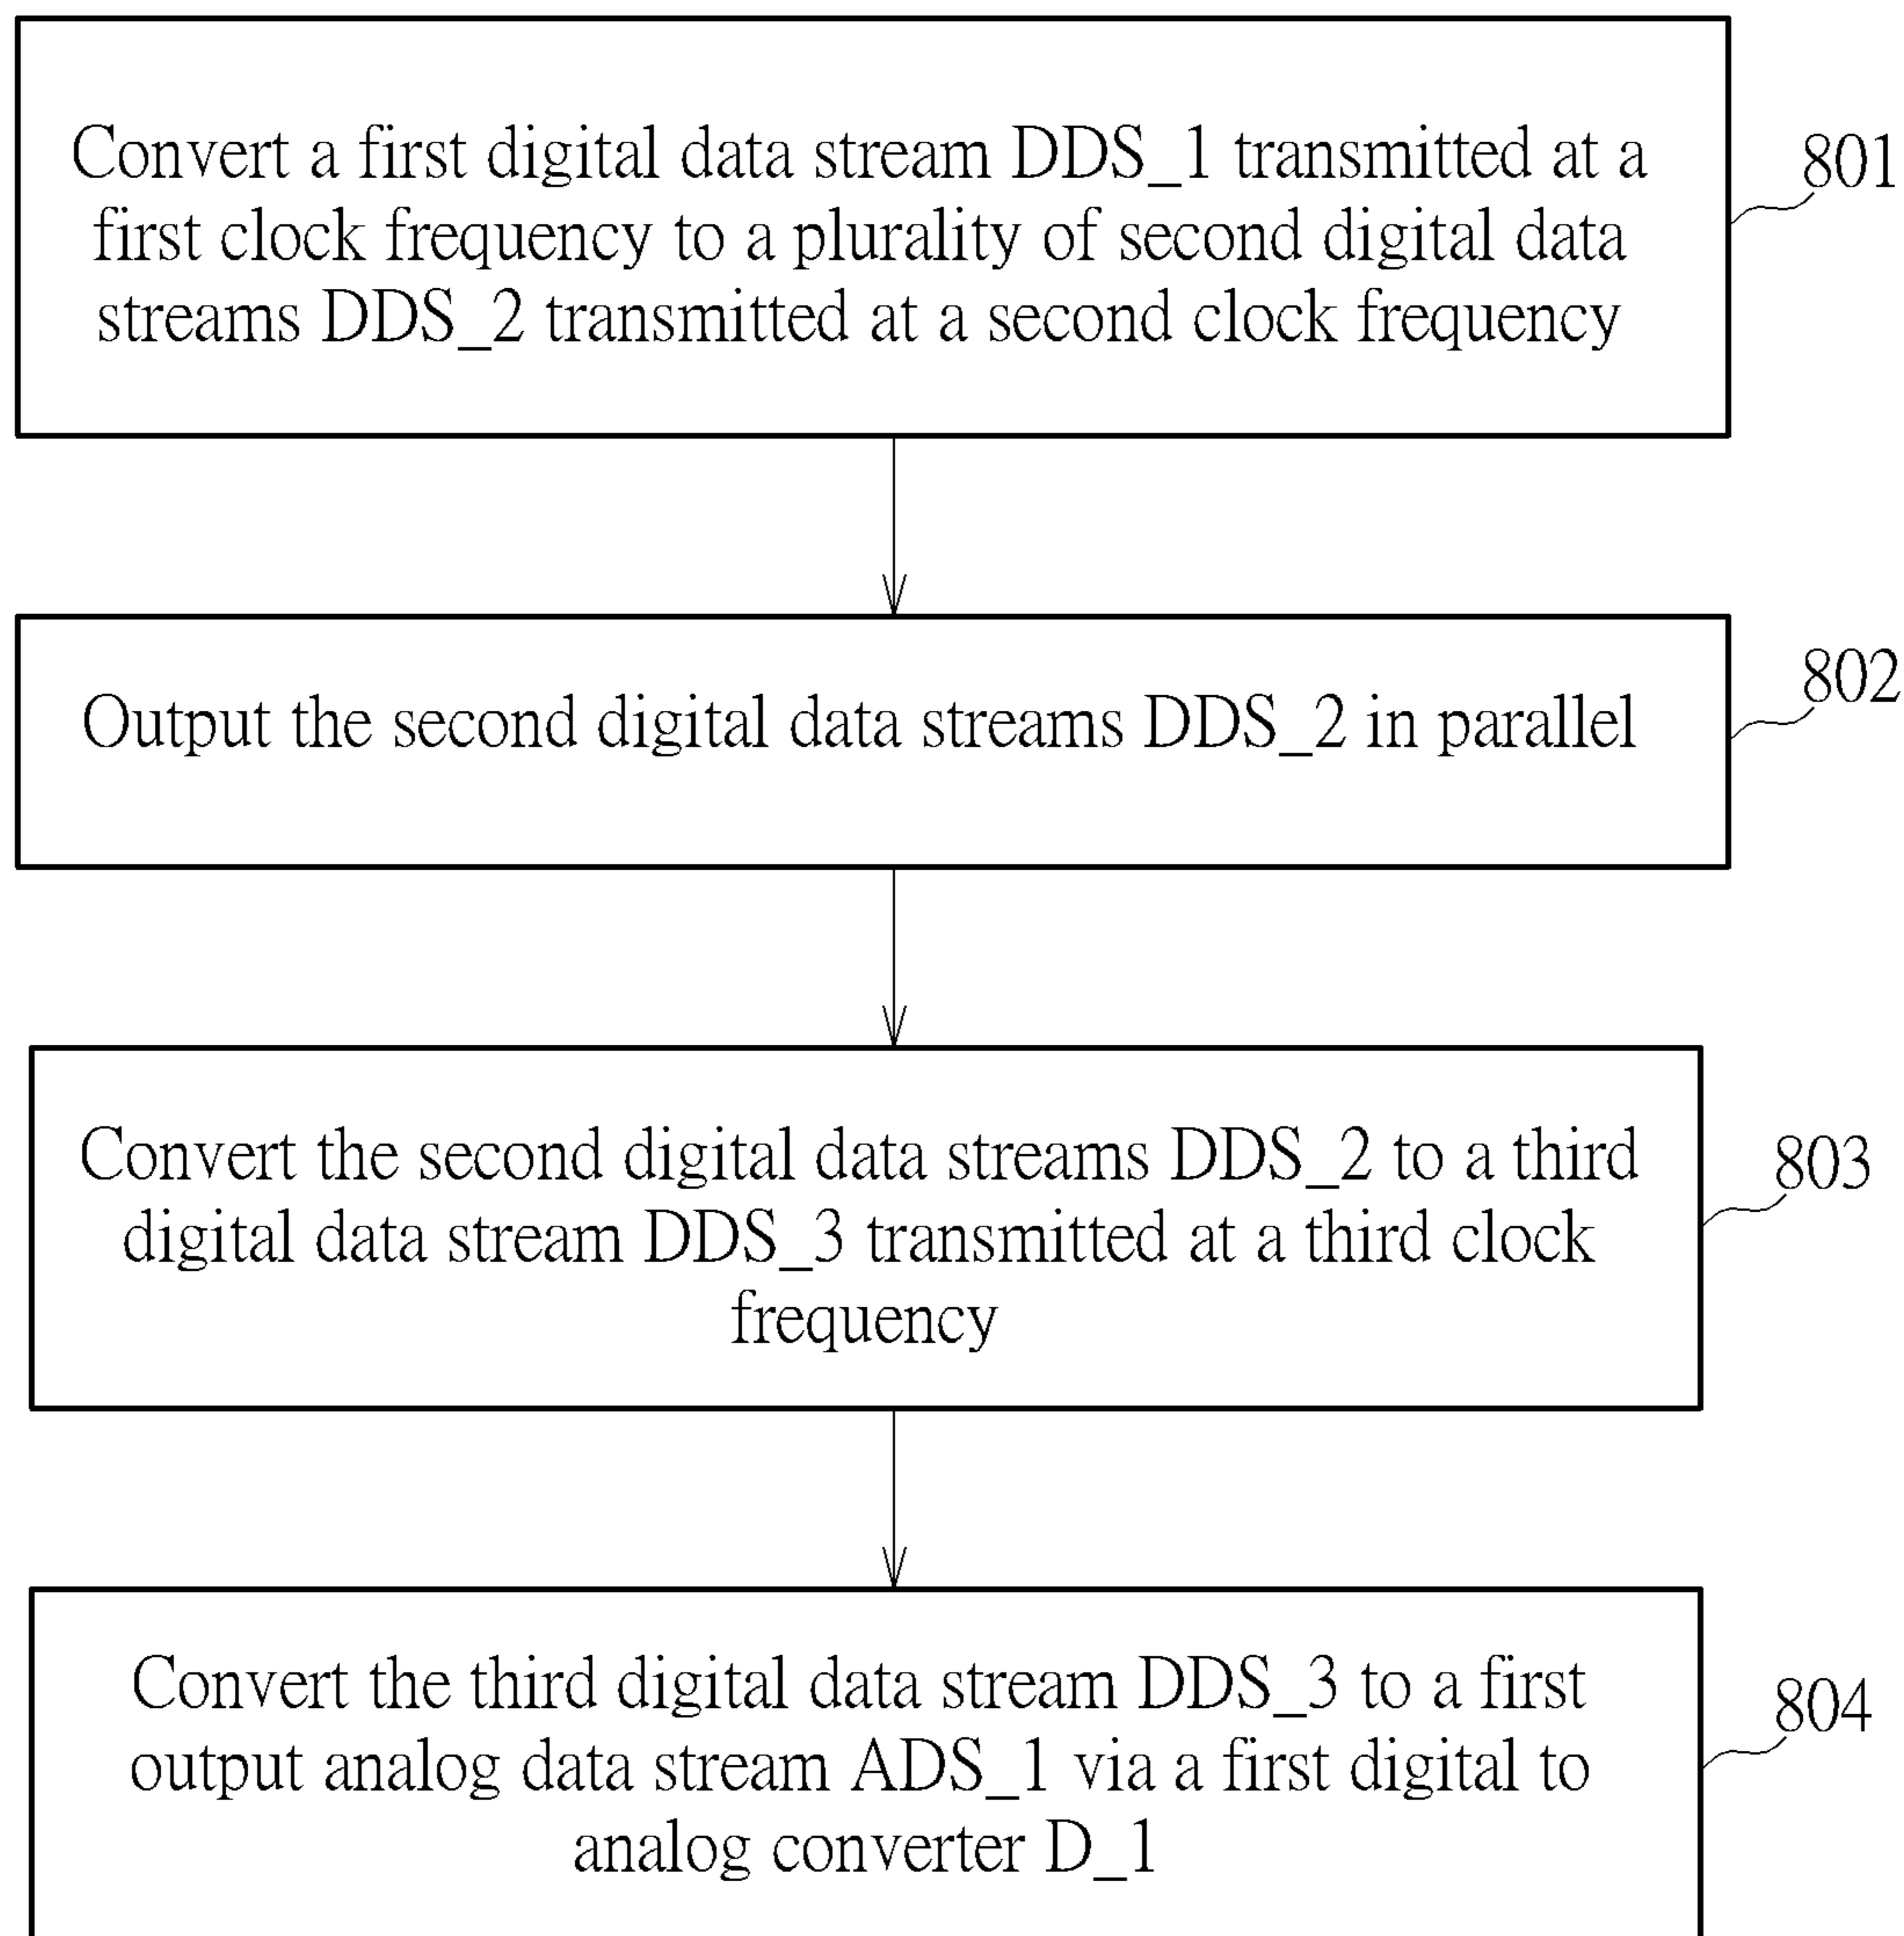 Convert a first digital data stream DDS_1 transmitted at a
first clock frequency to a plurality of second digital data
streams DDS_2 transmitted at a second clock frequency
801
Output the second digital data streams DDS_2 in parallel
802
Convert the second digital data streams DDS_2 to a third
digital data stream DDS_3 transmitted at a third clock
frequency
803
Convert the third digital data stream DDS_3 to a first
output analog data stream ADS_1 via a first digital to
analog converter D_1
804